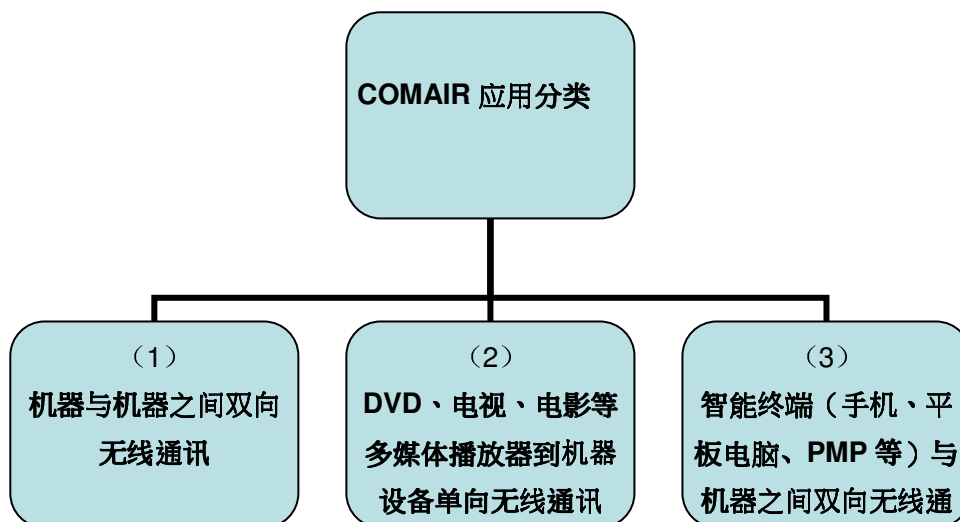 COMAIR 应用分类
（1）
机器与机器之间双向
无线通讯
（2）
DVD、电视、电影等
多媒体播放器到机器
设备单向无线通讯
（3）
智能终端（手机、平
板电脑、PMP 等）与
机器之间双向无线通